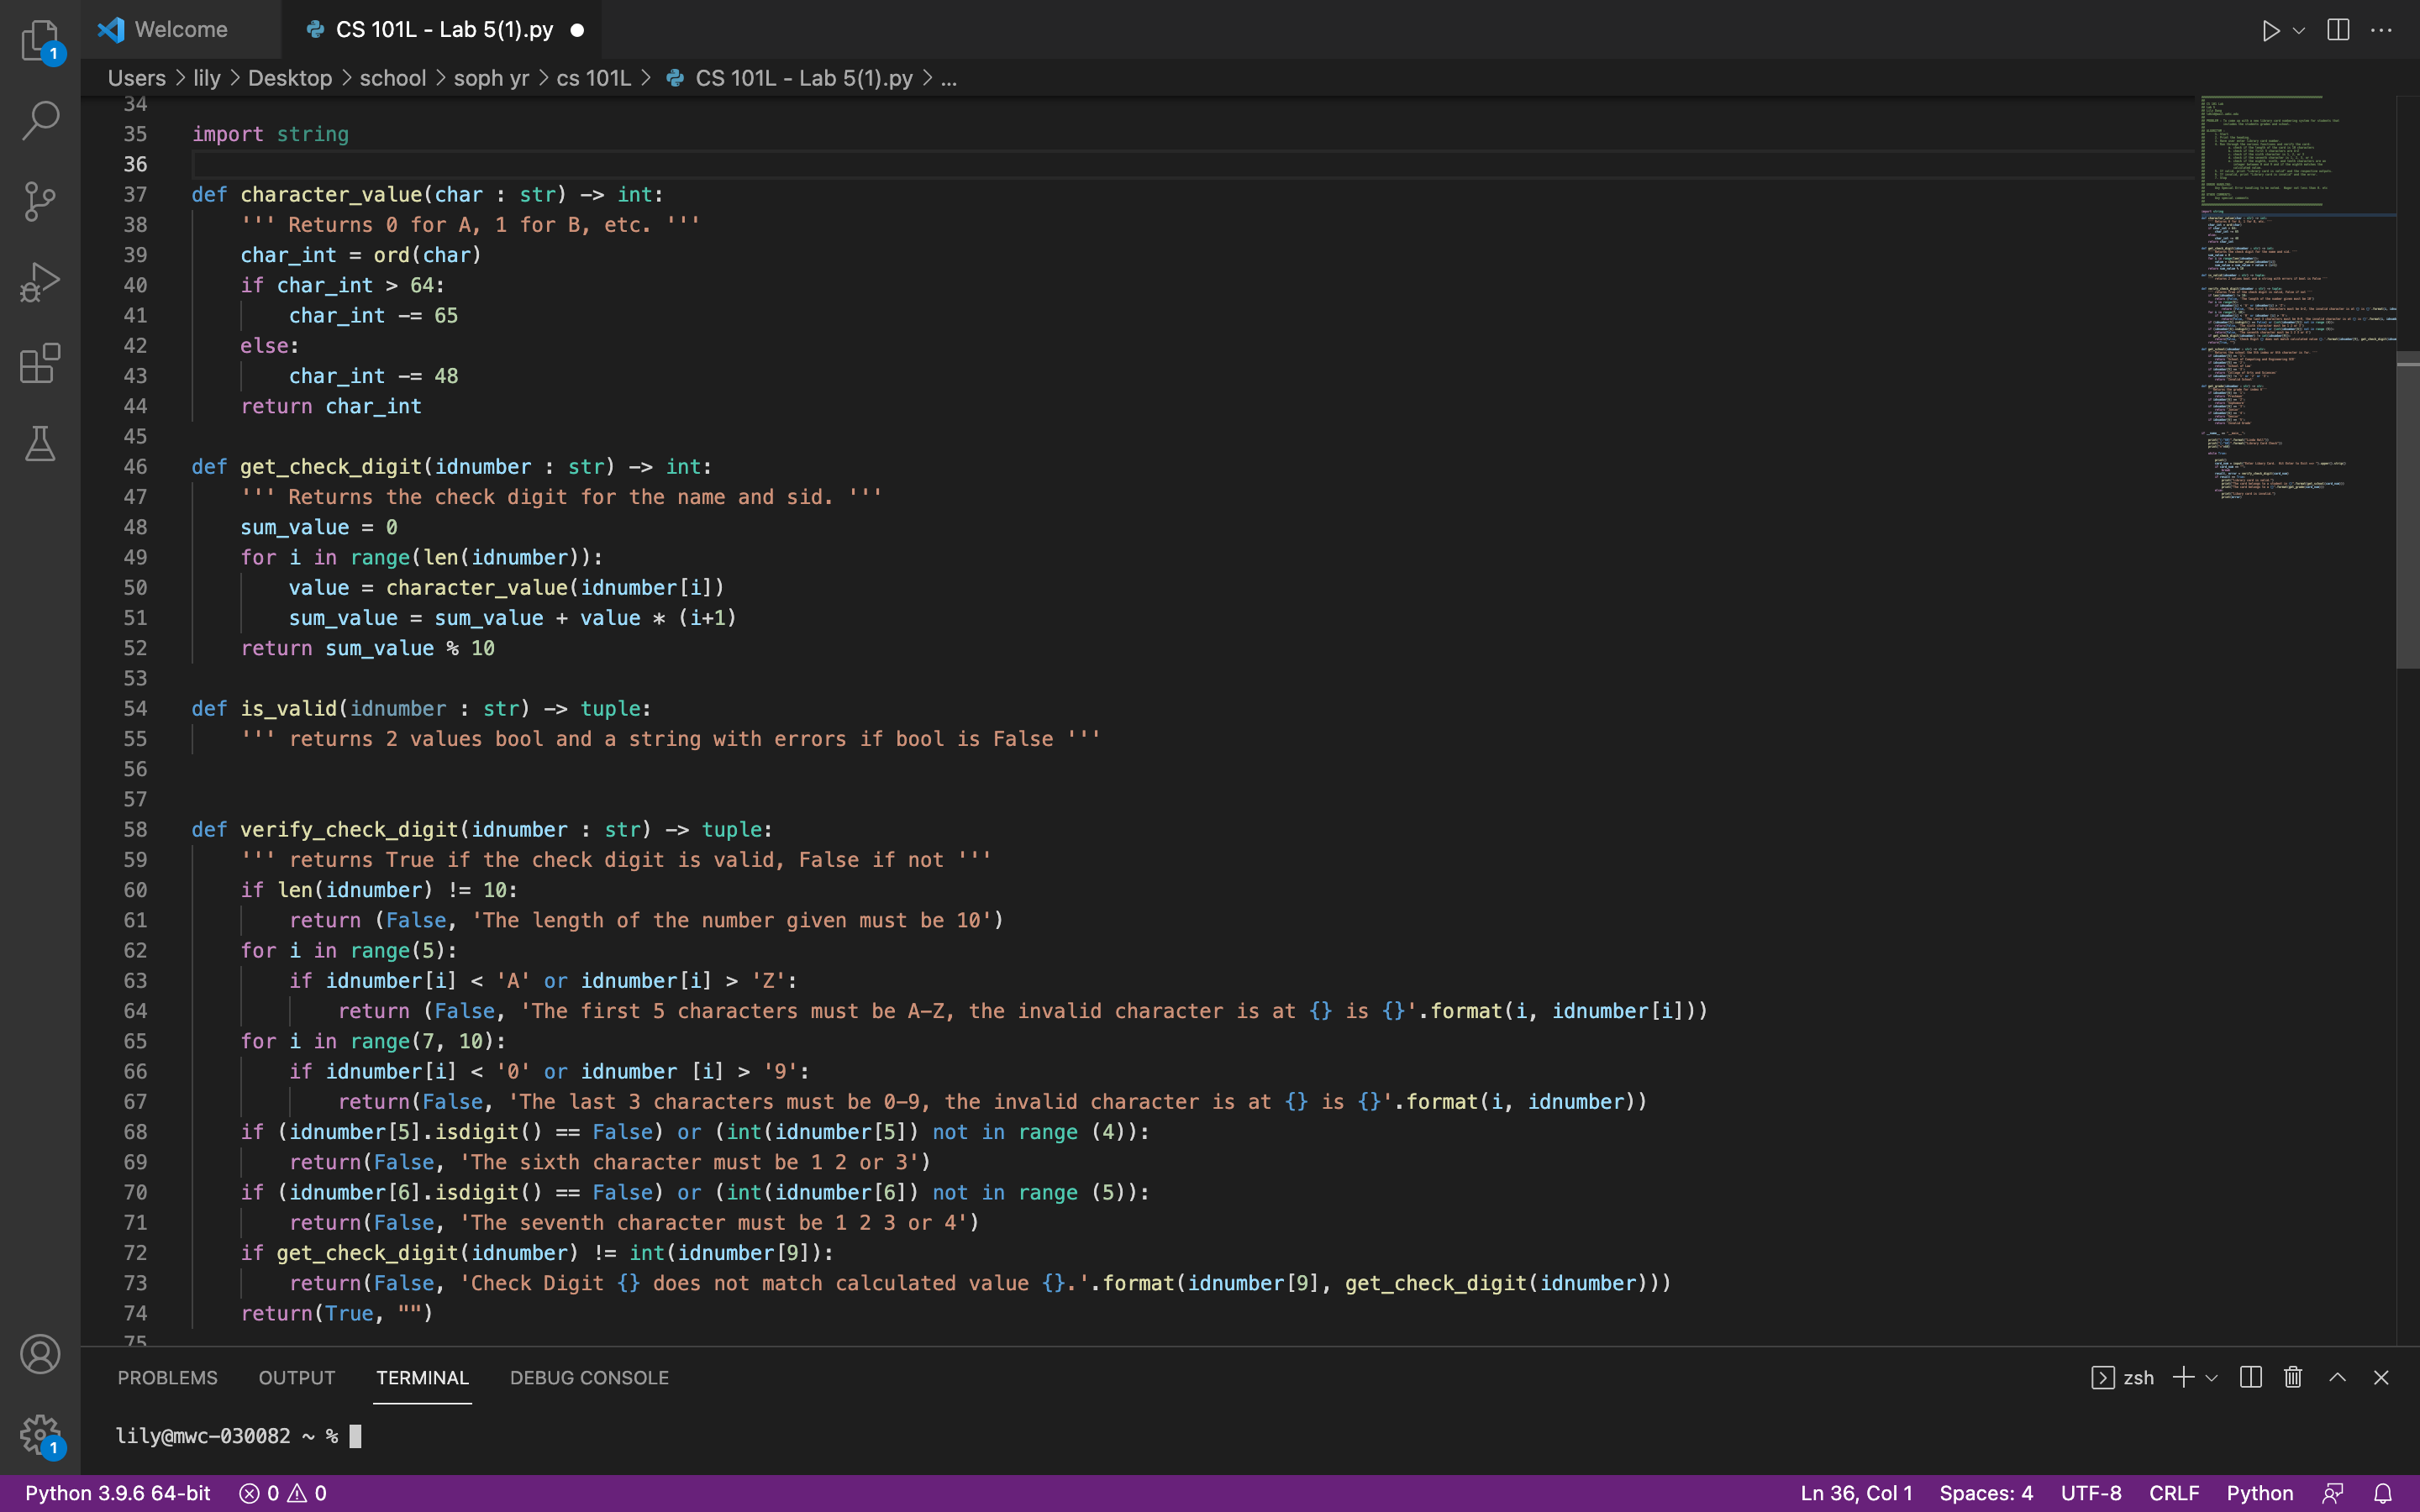 1
Welcome
CS 101L - Lab 5(1).py
Users > lily > Desktop > school > soph yr > cs 101L > CS 101L - Lab 5(1).py > ...
34
35 import string
36
37 def character_value(char : str) -> int:
38 ''' Returns 0 for A, 1 for B, etc. '''
39 char_int = ord(char)
40 if char_int > 64:
41 char_int -= 65
42 else:
43 char_int -= 48
44 return char_int
45
46 def get_check_digit(idnumber : str) -> int:
47 ''' Returns the check digit for the name and sid. '''
48 sum_value = 0
49 for i in range(len(idnumber)):
50 value = character_value(idnumber[i])
51 sum_value = sum_value + value * (i+1)
52 return sum_value % 10
53
54 def is_valid(idnumber : str) -> tuple:
55 ''' returns 2 values bool and a string with errors if bool is False '''
56
57
58 def verify_check_digit(idnumber : str) -> tuple:
59 ''' returns True if the check digit is valid, False if not '''
60 if len(idnumber) != 10:
61 return (False, 'The length of the number given must be 10')
62 for i in range(5):
63 if idnumber[i] < 'A' or idnumber[i] > 'Z':
64 return (False, 'The first 5 characters must be A-Z, the invalid character is at {} is {}'.format(i, idnumber[i]))
65 for i in range(7, 10):
66 if idnumber[i] < '0' or idnumber [i] > '9':
67 return(False, 'The last 3 characters must be 0-9, the invalid character is at {} is {}'.format(i, idnumber))
68 if (idnumber[5].isdigit() == False) or (int(idnumber[5]) not in range (4)):
69 return(False, 'The sixth character must be 1 2 or 3')
70 if (idnumber[6].isdigit() == False) or (int(idnumber[6]) not in range (5)):
71 return(False, 'The seventh character must be 1 2 3 or 4')
72 if get_check_digit(idnumber) != int(idnumber[9]):
73 return(False, 'Check Digit {} does not match calculated value {}.'.format(idnumber[9], get_check_digit(idnumber)))
74 return(True, "")
75
PROBLEMS OUTPUT TERMINAL DEBUG CONSOLE
zsh
lily@mwc-030082 ~ %
1
Python 3.9.6 64-bit 0 0
Ln 36, Col 1 Spaces: 4 UTF-8 CRLF Python